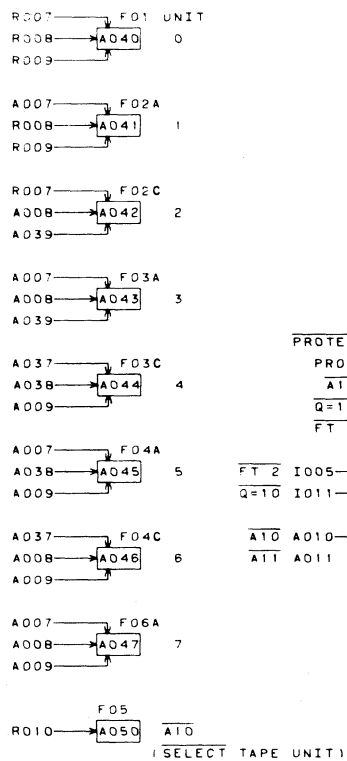 R007 F01 UNIT
R008 A040 0
R009
A007 F02A
R008 A041 1
R009
R007 F02C
A008 A042 2
A039
A007 F03A
A008 A043 3
A039
A037 F03C
A038 A044 4
A009
A007 F04A
A038 A045 5
A009
A037 F04C
A008 A046 6
A009
A007 F06A
A008 A047 7
A009
F05
R010 A050 A10
(SELECT TAPE UNIT)
PROTE
PRO
A1
Q=1
FT
FT 2 I005
Q=10 I011
A10 A010
A11 A011